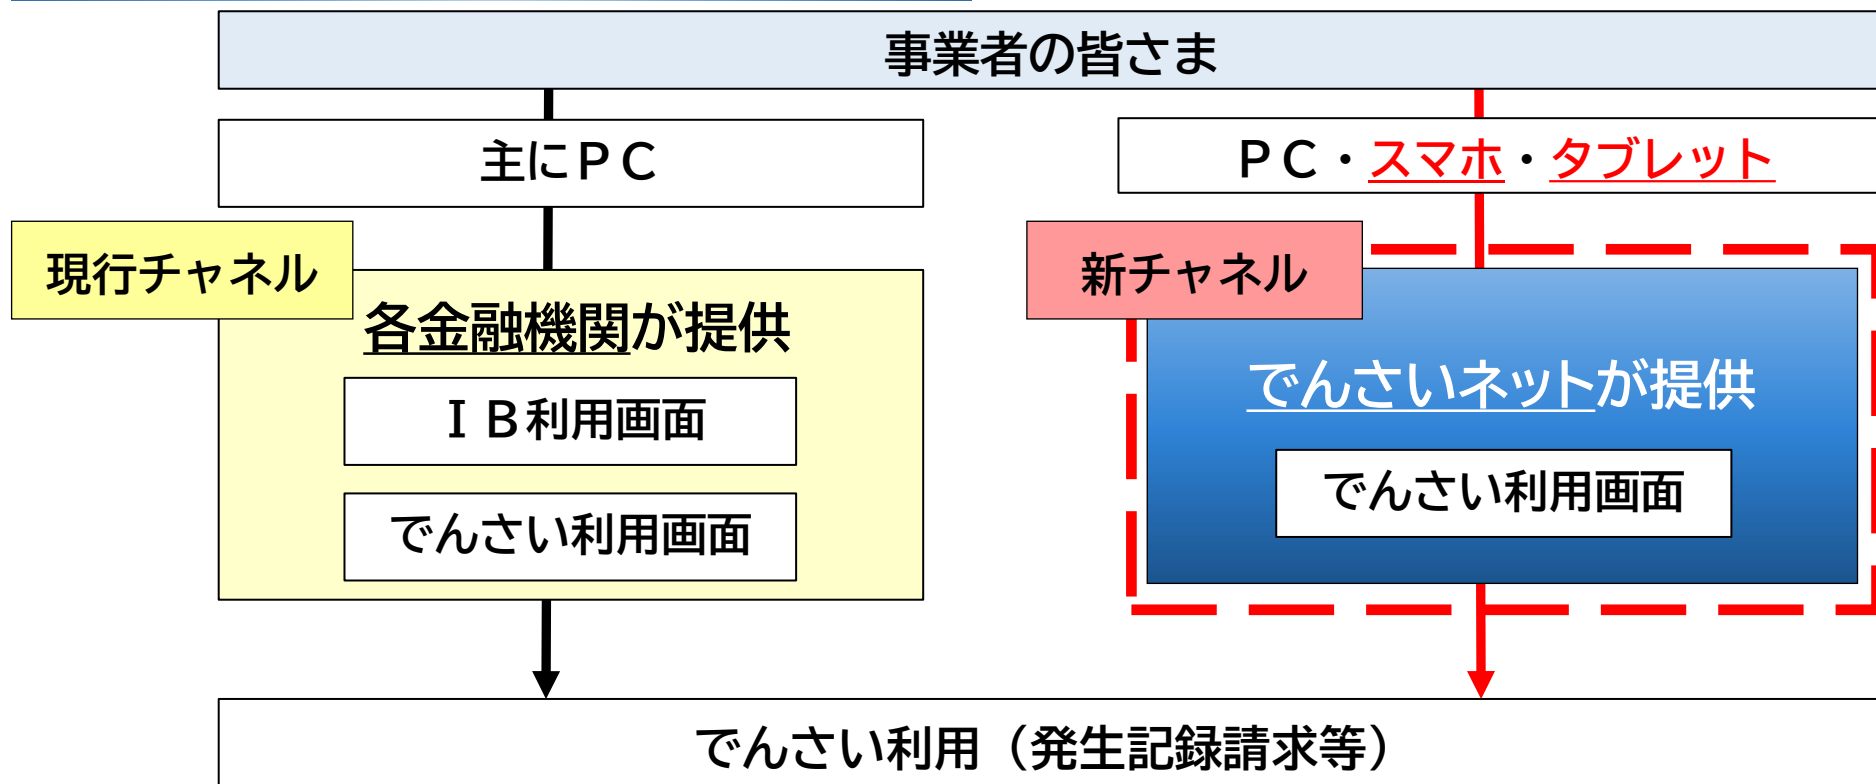 事業者の皆さま
主にＰＣ
ＰＣ・スマホ・タブレット
現行チャネル
各金融機関が提供
ＩＢ利用画面
でんさい利用画面
新チャネル
でんさいネットが提供
でんさい利用画面
でんさい利用（発生記録請求等）